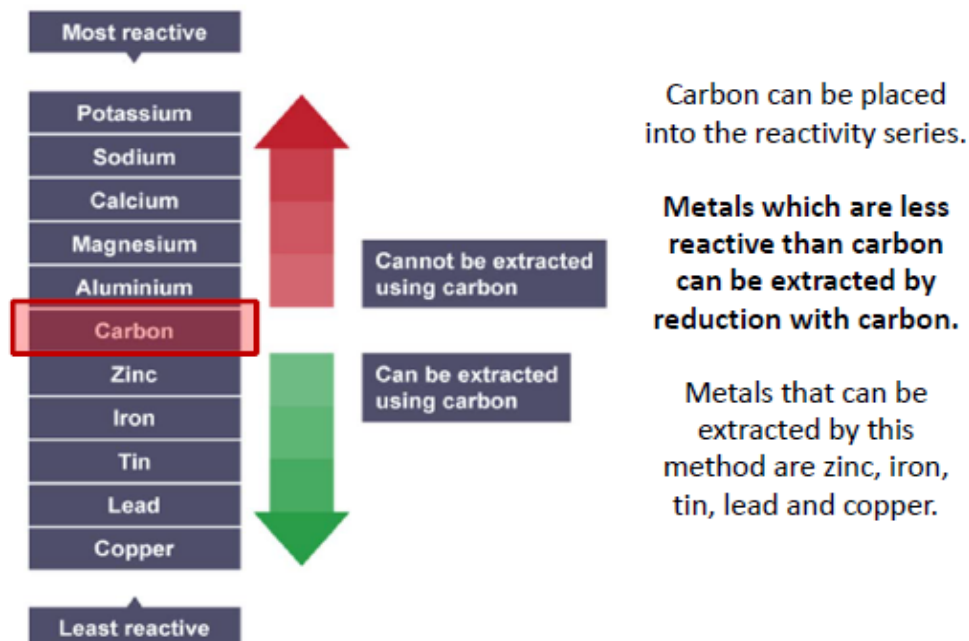 Most reactive
Potassium
Sodium
Calcium
Magnesium
Aluminium
Carbon
Zinc
Iron
Tin
Lead
Copper
Least reactive
Cannot be extracted
using carbon
Can be extracted
using carbon
Carbon can be placed
into the reactivity series.
Metals which are less
reactive than carbon
can be extracted by
reduction with carbon.
Metals that can be
extracted by this
method are zinc, iron,
tin, lead and copper.